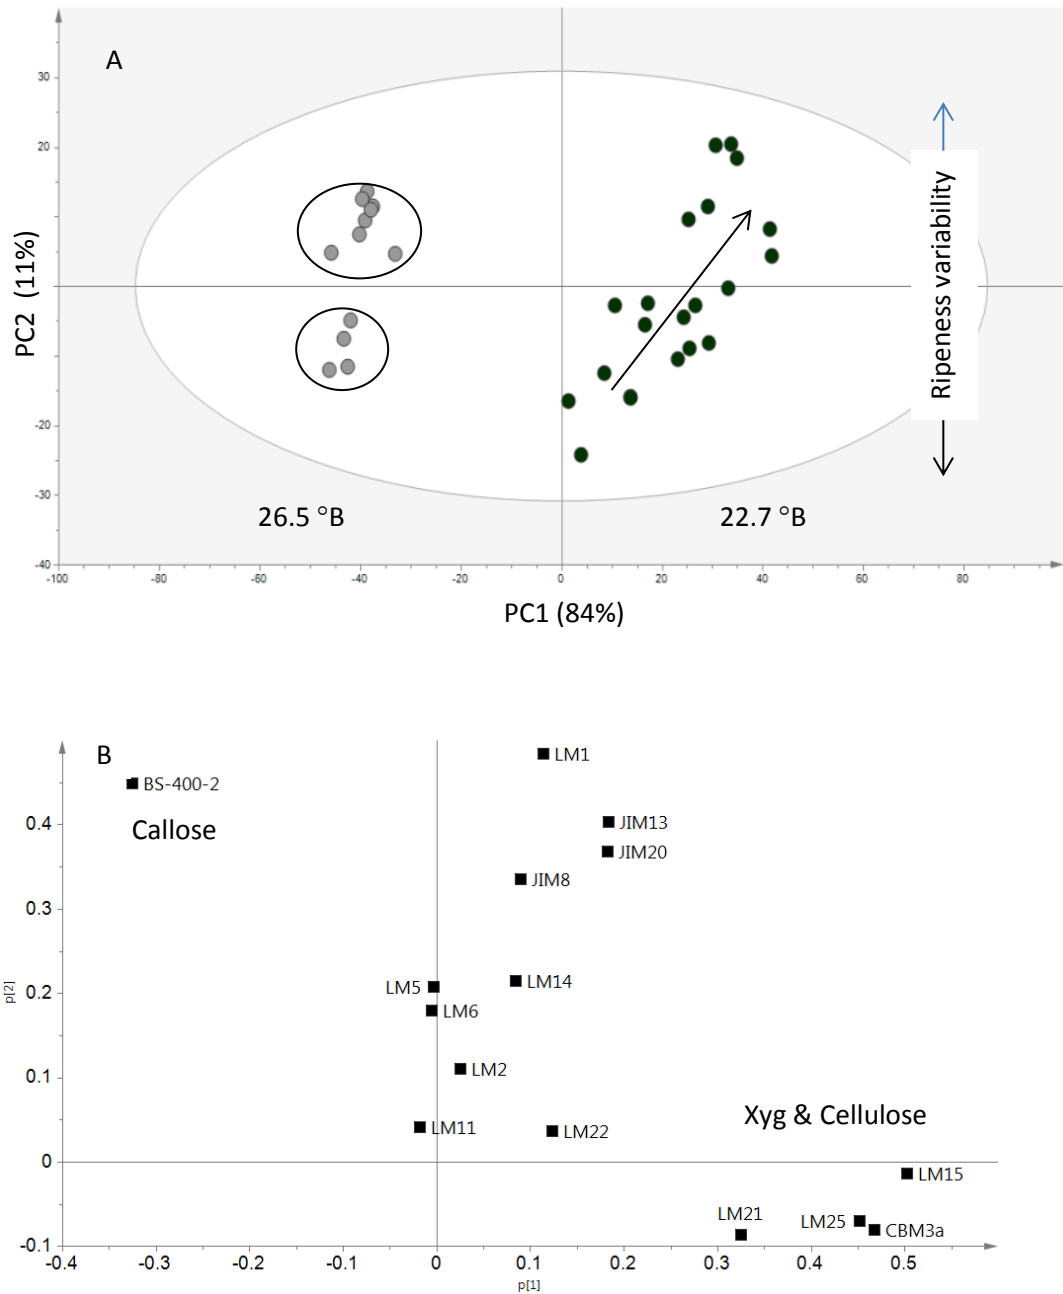 A
30
20
-20
-30
-40
-100
-80
-60
-40
-20
0
20
40
60
80
PC2 (11%)
PC1 (84%)
26.5 °B
22.7 °B
Ripeness variability
B
BS-400-2
Callose
LM1
JIM13
JIM20
JIM8
LM14
LM5
LM6
LM2
LM11
LM22
Xyg & Cellulose
LM15
LM21
LM25
CBM3a
0.4
0.3
0.2
0.1
0
-0.1
p[2]
-0.4
-0.3
-0.2
-0.1
0
0.1
0.2
0.3
0.4
0.5
p[1]